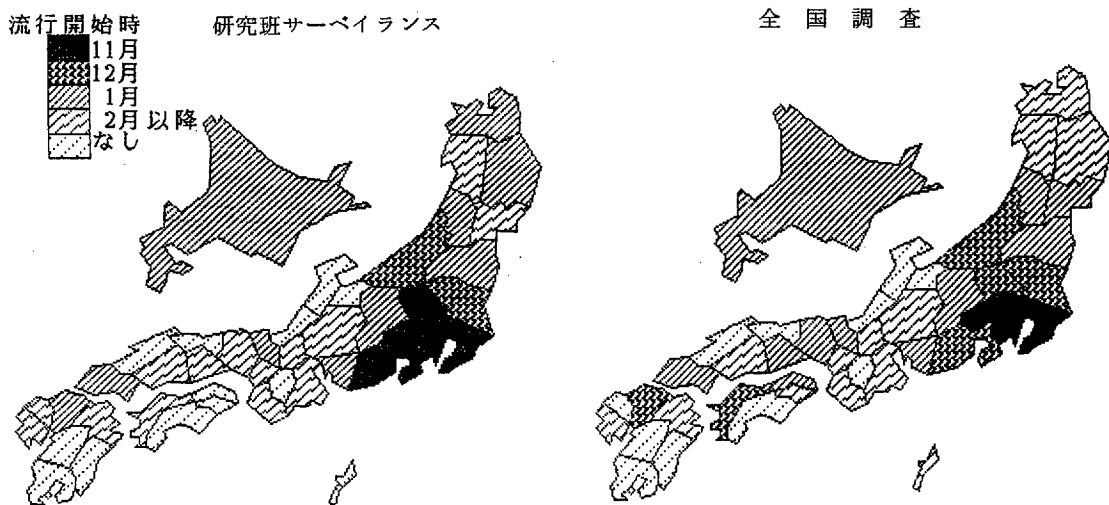 流行開始時
11月
12月
1月
2月以降
なし
研究班サーベイランス
全国調査